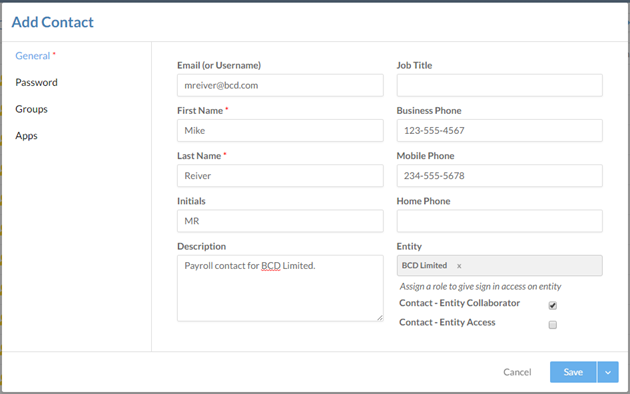 Add Contact
General *
Password
Groups
Apps
Email (or Username)
mreiver@bcd.com
First Name *
Mike
Last Name *
Reiver
Initials
MR
Description
Payroll contact for BCD Limited.
Job Title
Business Phone
123-555-4567
Mobile Phone
234-555-5678
Home Phone
Entity
BCD Limited x
Assign a role to give sign in access on entity
Contact - Entity Collaborator
Contact - Entity Access
Cancel
Save